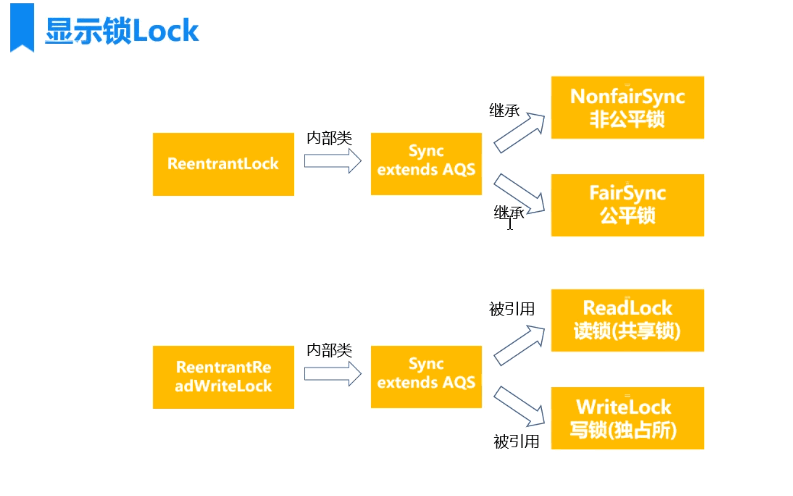 显示锁Lock
ReentrantLock
内部类
Sync
extends AQS
继承
NonfairSync
非公平锁
继承
FairSync
公平锁
ReentrantRe
adWriteLock
内部类
Sync
extends AQS
被引用
ReadLock
读锁(共享锁)
被引用
WriteLock
写锁(独占所)